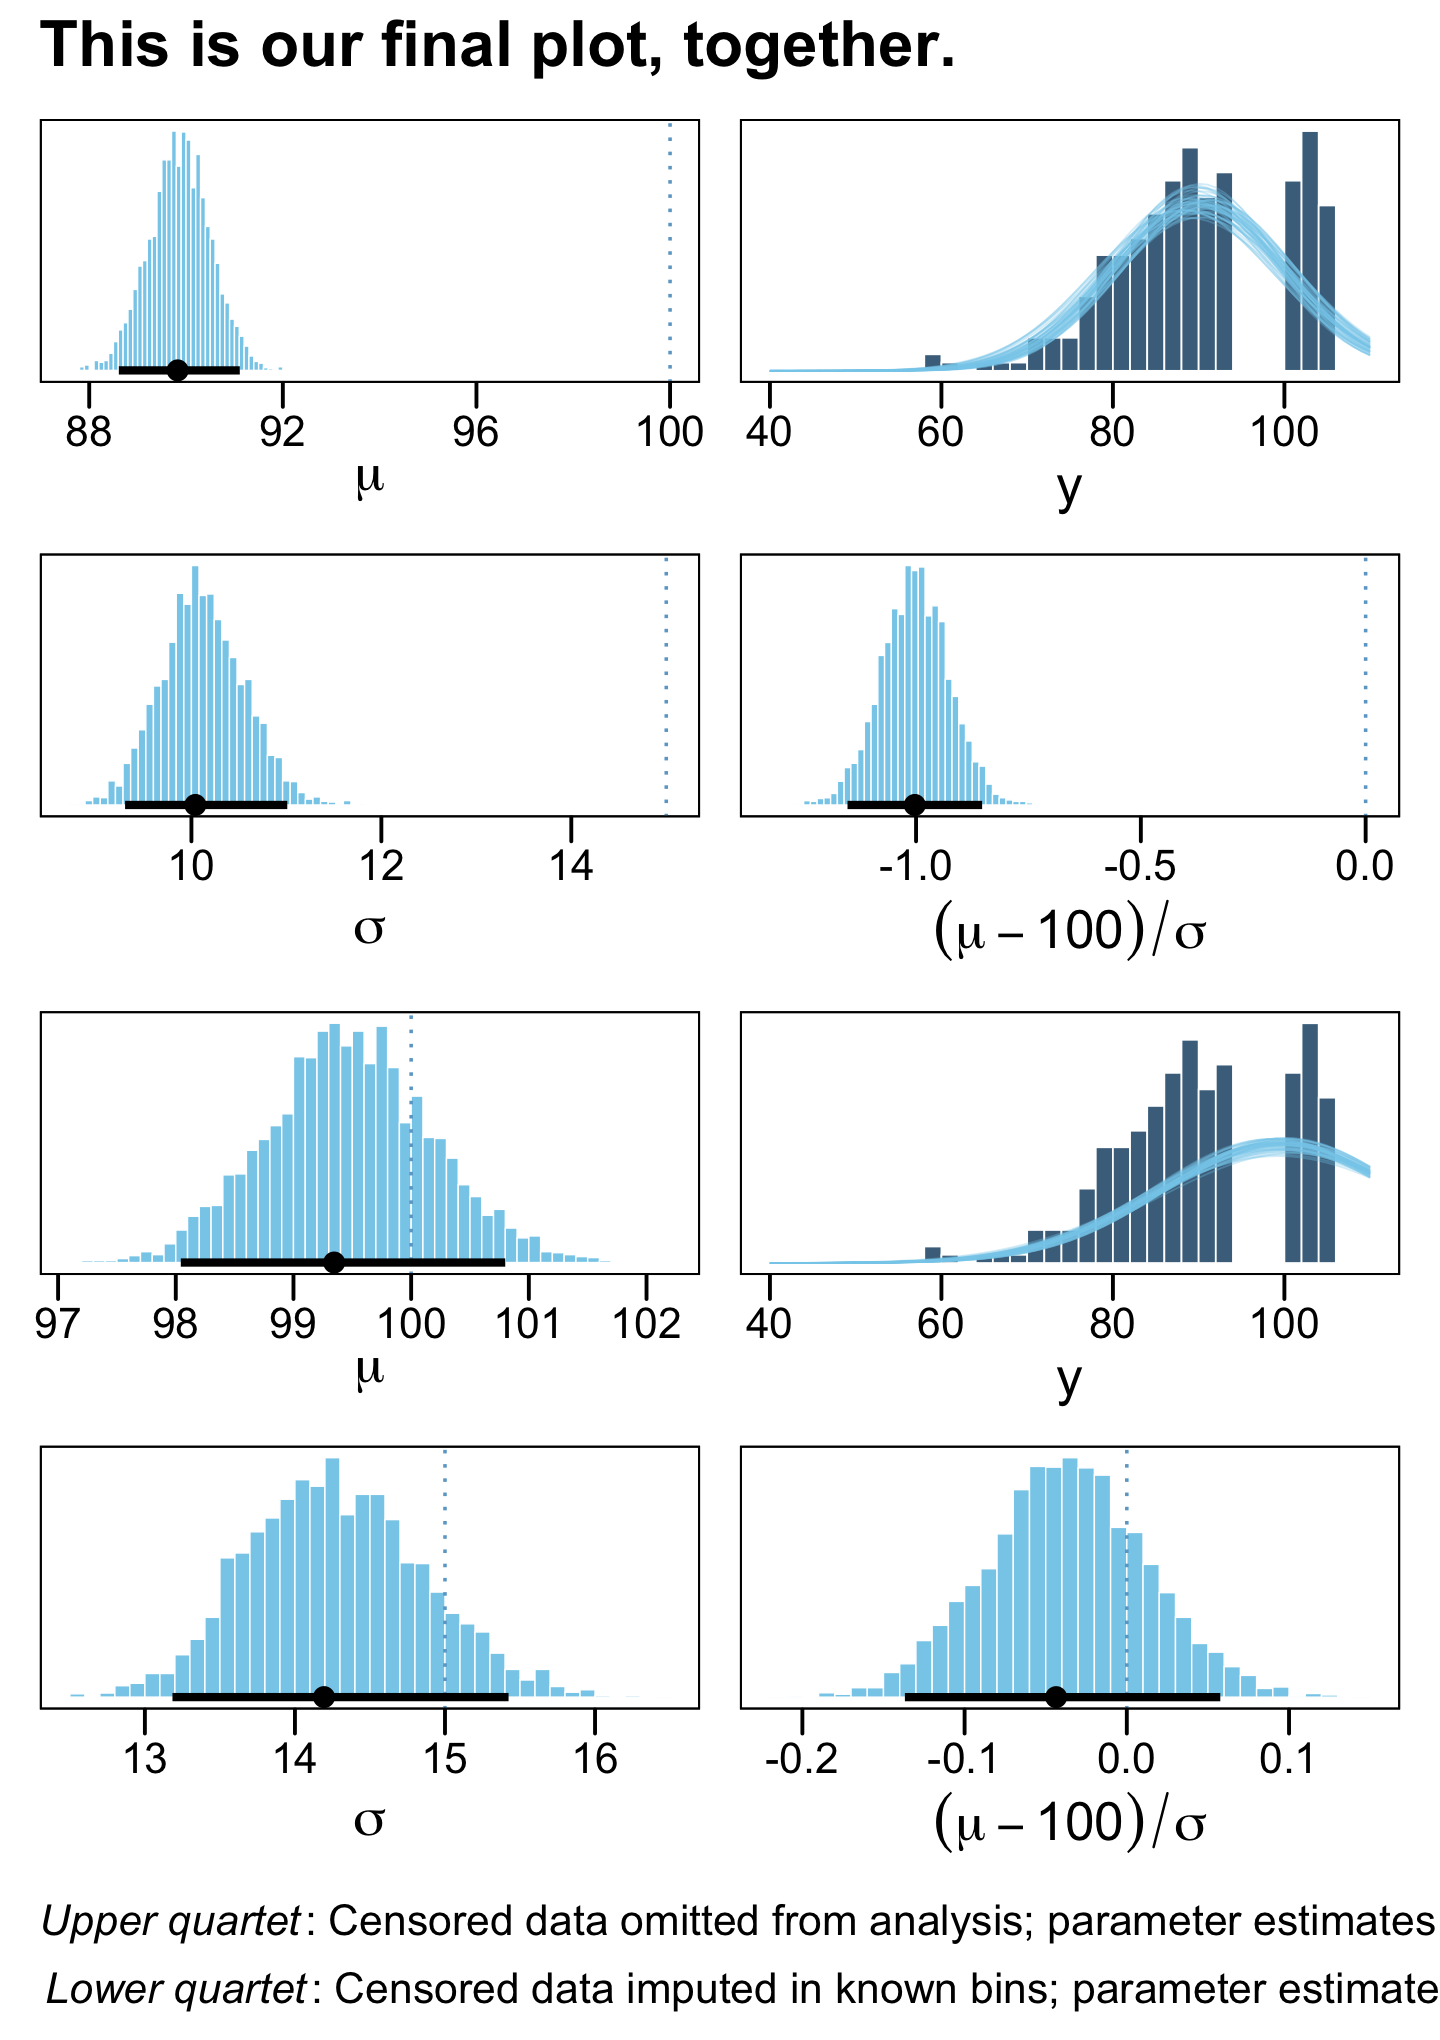 This is our final plot, together.
88 92 96 100
μ
40 60 80 100
y
10 12 14
σ
-1.0 -0.5 0.0
(μ − 100)/σ
97 98 99 100 101 102
μ
40 60 80 100
y
13 14 15 16
σ
-0.2 -0.1 0.0 0.1
(μ − 100)/σ
Upper quartet: Censored data omitted from analysis; parameter estimates
Lower quartet: Censored data imputed in known bins; parameter estimate